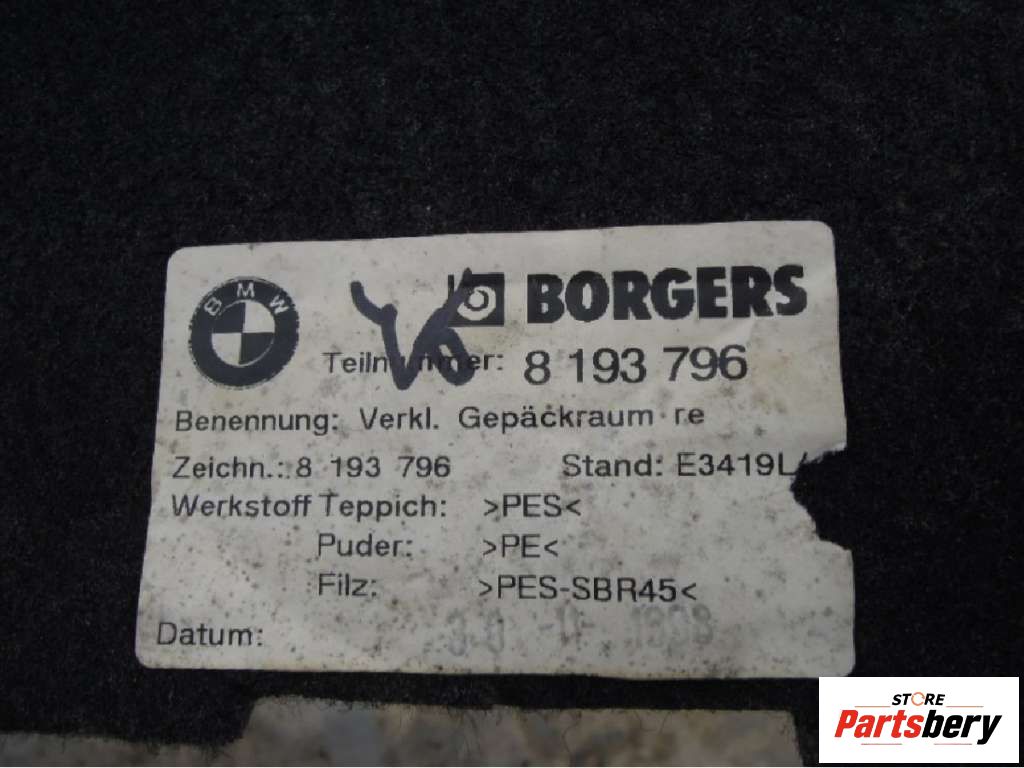 BMW
BORGERS
Teilnummer: 8 193 796
Benennung: Verkl. Gepäckraum re
Zeichn.: 8 193 796 Stand: E3419L/
Werkstoff Teppich: >PES<
Puder: >PE<
Filz: >PES-SBR45<
Datum:
STORE
Partsbery